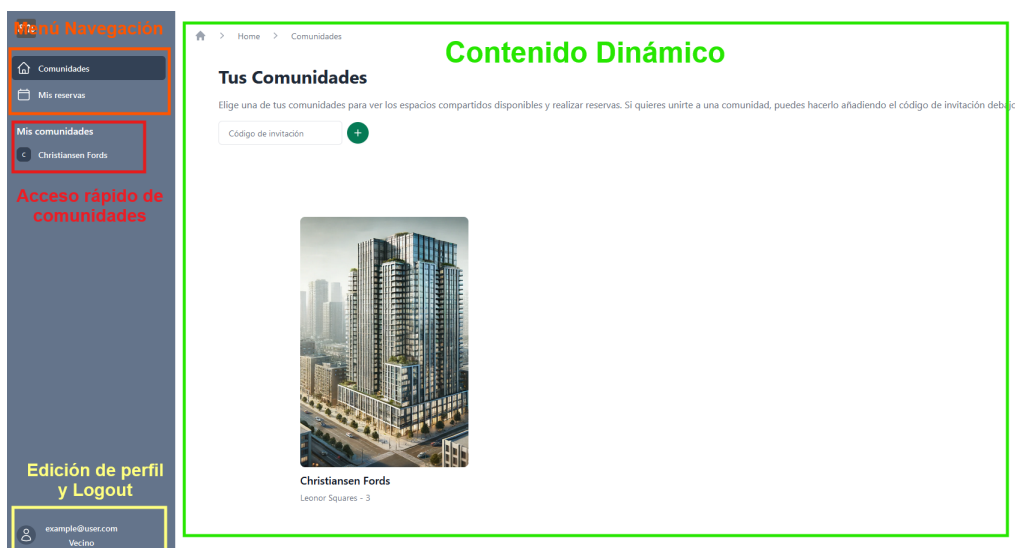 Menú Navegación
Comunidades
Mis reservas
Mis comunidades
C
Christiansen Fords
Acceso rápido de
comunidades
Edición de perfil
y Logout
example@user.com
Vecino
> Home > Comunidades
Contenido Dinámico
Tus Comunidades
Elige una de tus comunidades para ver los espacios compartidos disponibles y realizar reservas. Si quieres unirte a una comunidad, puedes hacerlo añadiendo el código de invitación debajo
Código de invitación
+
Christiansen Fords
Leonor Squares - 3